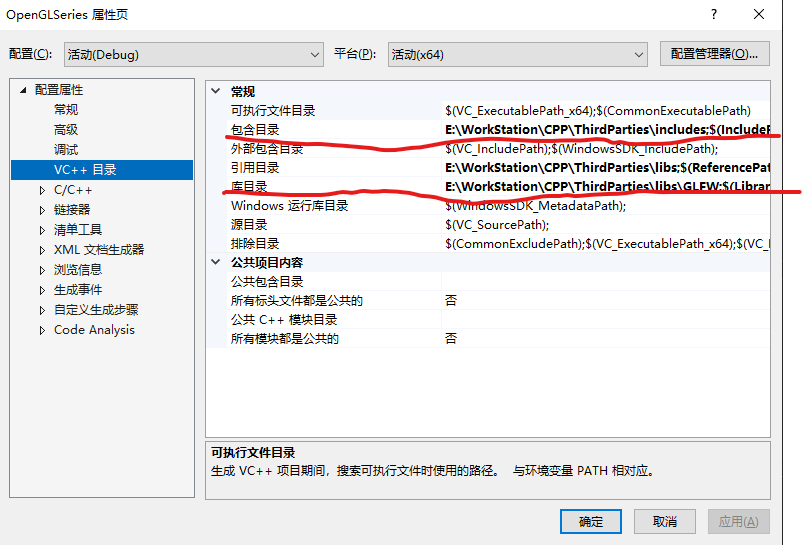 OpenGLSeries 属性页
配置(C): 活动(Debug) 平台(P): 活动(x64) 配置管理器(O)...
配置属性
常规
高级
调试
VC++ 目录
C/C++
链接器
清单工具
XML 文档生成器
浏览信息
生成事件
自定义生成步骤
Code Analysis
常规
可执行文件目录 $(VC_ExecutablePath_x64);$(CommonExecutablePath)
包含目录 E:\WorkStation\CPP\ThirdParties\includes;$(IncludeP
外部包含目录 $(VC_IncludePath);$(WindowsSDK_IncludePath);
引用目录 E:\WorkStation\CPP\ThirdParties\libs;$(ReferencePat
库目录 E:\WorkStation\CPP\ThirdParties\libs\GLFW;$(Librar
Windows 运行库目录 $(WindowsSDK_MetadataPath);
源目录 $(VC_SourcePath);
排除目录 $(CommonExcludePath);$(VC_ExecutablePath_x64);$(VC_I
公共项目内容
公共包含目录
所有标头文件都是公共的 否
公共 C++ 模块目录
所有模块都是公共的 否
可执行文件目录
生成 VC++ 项目期间，搜索可执行文件时使用的路径。 与环境变量 PATH 相对应。
确定 取消 应用(A)